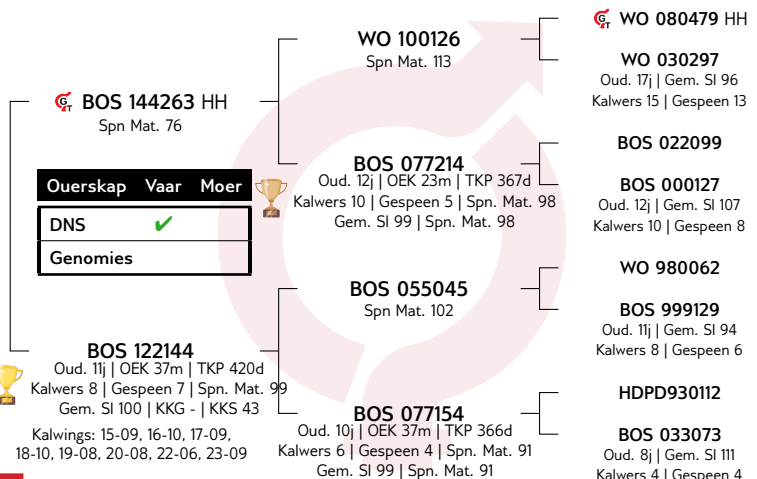 WO 080479 HH
WO 100126
Spn Mat. 113
WO 030297
Oud. 17j | Gem. SI 96
Kalwers 15 | Gespeen 13
BOS 144263 HH
Spn Mat. 76
BOS 022099
BOS 077214
Oud. 12j | OEK 23m | TKP 367d
Kalwers 10 | Gespeen 5 | Spn. Mat. 98
Gem. SI 99 | Spn. Mat. 98
BOS 000127
Oud. 12j | Gem. SI 107
Kalwers 10 | Gespeen 8
Ouerskap Vaar Moer
DNS ✔
Genomies
WO 980062
BOS 055045
Spn Mat. 102
BOS 999129
Oud. 11j | Gem. SI 94
Kalwers 8 | Gespeen 6
BOS 122144
Oud. 11j | OEK 37m | TKP 420d
Kalwers 8 | Gespeen 7 | Spn. Mat. 99
Gem. SI 100 | KKG - | KKS 43
Kalwings: 15-09, 16-10, 17-09,
18-10, 19-08, 20-08, 22-06, 23-09
HDPD930112
BOS 077154
Oud. 10j | OEK 37m | TKP 366d
Kalwers 6 | Gespeen 4 | Spn. Mat. 91
Gem. SI 99 | Spn. Mat. 91
BOS 033073
Oud. 8j | Gem. SI 111
Kalwers 4 | Gespeen 4